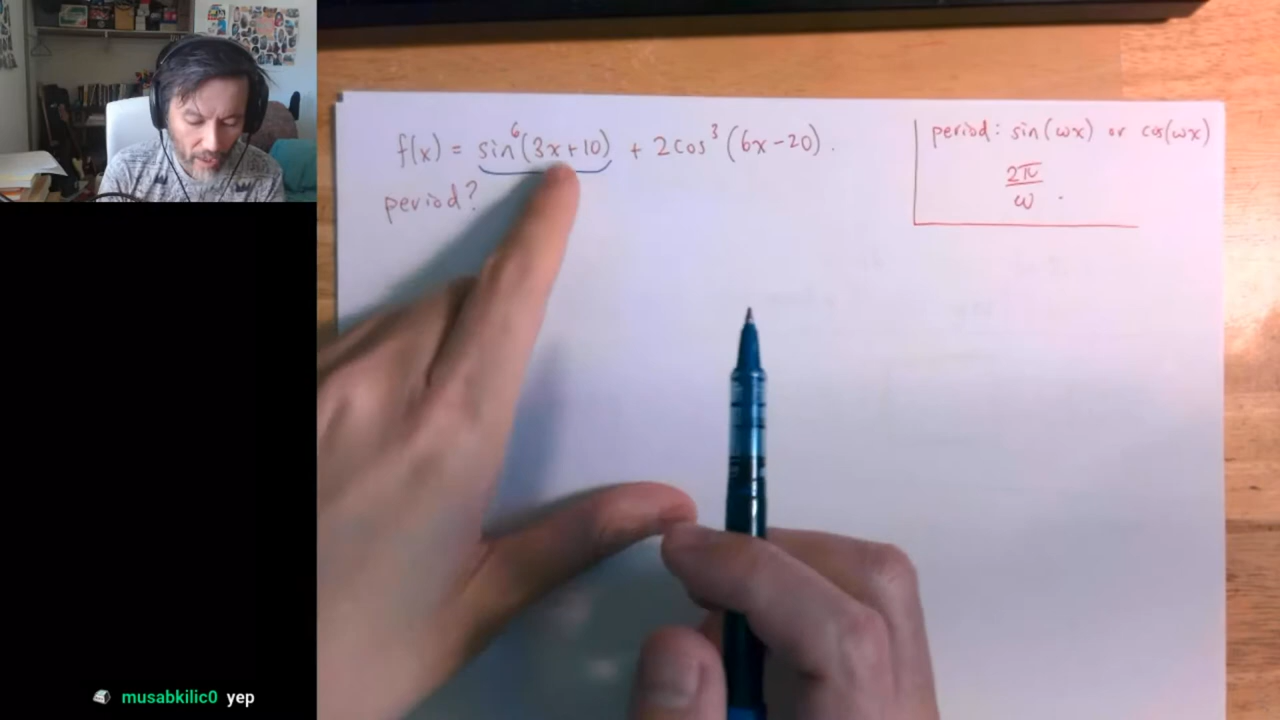 f(x) = sin⁶(3x+10) + 2cos³(6x-20).
period?
period: sin(ωx) or cos(ωx)
2π/ω.
musabkilic0 yep